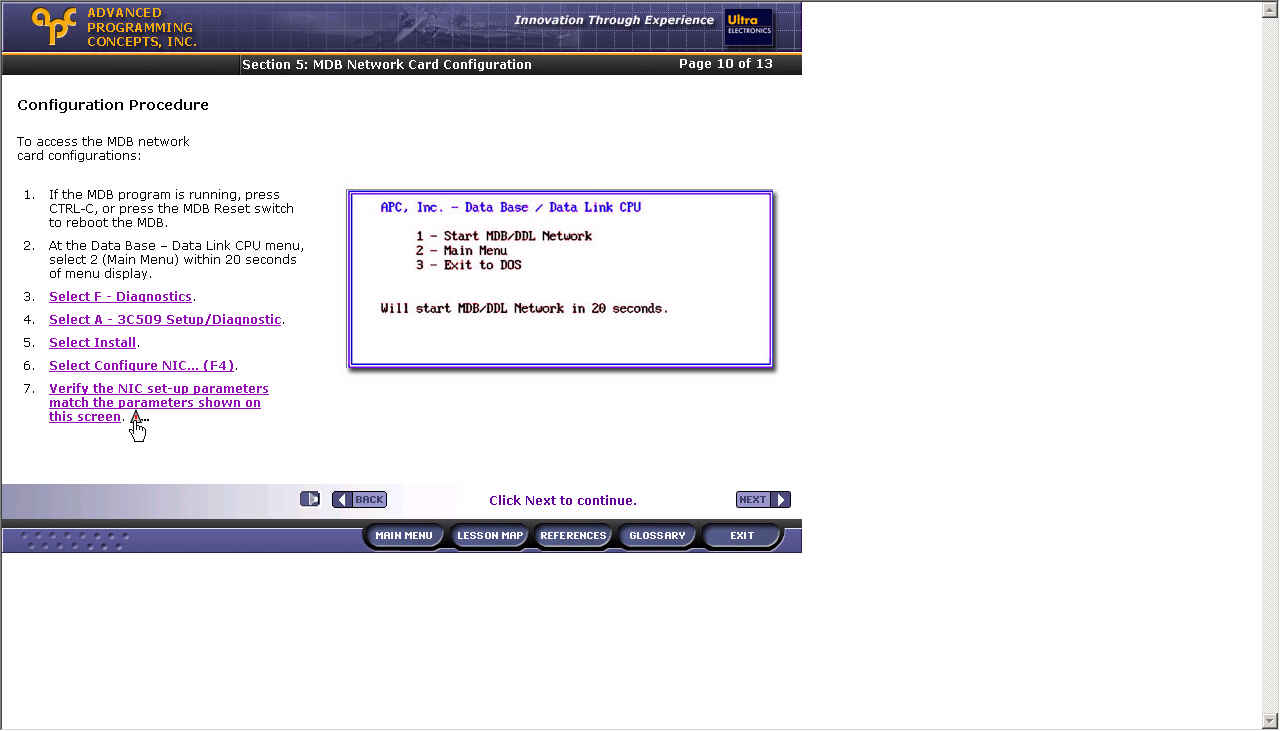 ADVANCED
PROGRAMMING
CONCEPTS, INC.
Innovation Through Experience
Ultra
ELECTRONICS
Section 5: MDB Network Card Configuration
Page 10 of 13
Configuration Procedure
To access the MDB network
card configurations:
1. If the MDB program is running, press
CTRL-C, or press the MDB Reset switch
to reboot the MDB.
2. At the Data Base – Data Link CPU menu,
select 2 (Main Menu) within 20 seconds
of menu display.
3. Select F - Diagnostics.
4. Select A - 3C509 Setup/Diagnostic.
5. Select Install.
6. Select Configure NIC... (F4).
7. Verify the NIC set-up parameters
match the parameters shown on
this screen.
APC, Inc. - Data Base / Data Link CPU
1 - Start MDB/DDL Network
2 - Main Menu
3 - Exit to DOS
Will start MDB/DDL Network in 20 seconds.
BACK
Click Next to continue.
NEXT
MAIN MENU
LESSON MAP
REFERENCES
GLOSSARY
EXIT